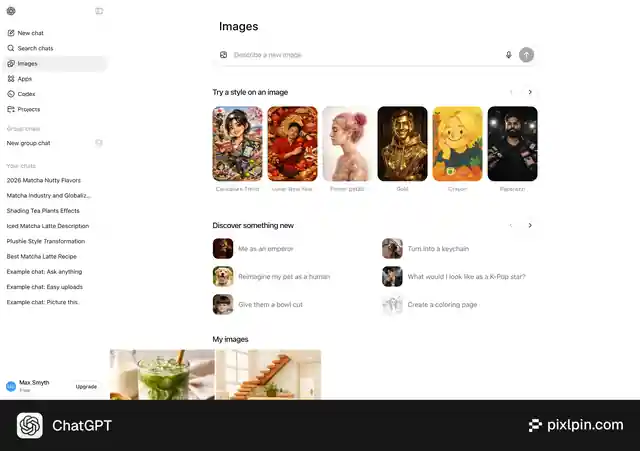 Images
New chat
Search chats
Images
Apps
Codex
Projects
Group chats
New group chat
Your chats
2026 Matcha Nutty Flavors
Matcha Industry and Globaliz...
Shading Tea Plants Effects
Iced Matcha Latte Description
Plushie Style Transformation
Best Matcha Latte Recipe
Example chat: Ask anything
Example chat: Easy uploads
Example chat: Picture this.
Max Smyth
Free
Upgrade
Describe a new image
Try a style on an image
Caricature Trend
Flower petals
Gold
Crayon
Paparazzi
Discover something new
Me as an emperor
Turn into a keychain
Reimagine my pet as a human
What would I look like as a K-Pop star?
Give them a bowl cut
Create a coloring page
My images
ChatGPT
pixlpin.com